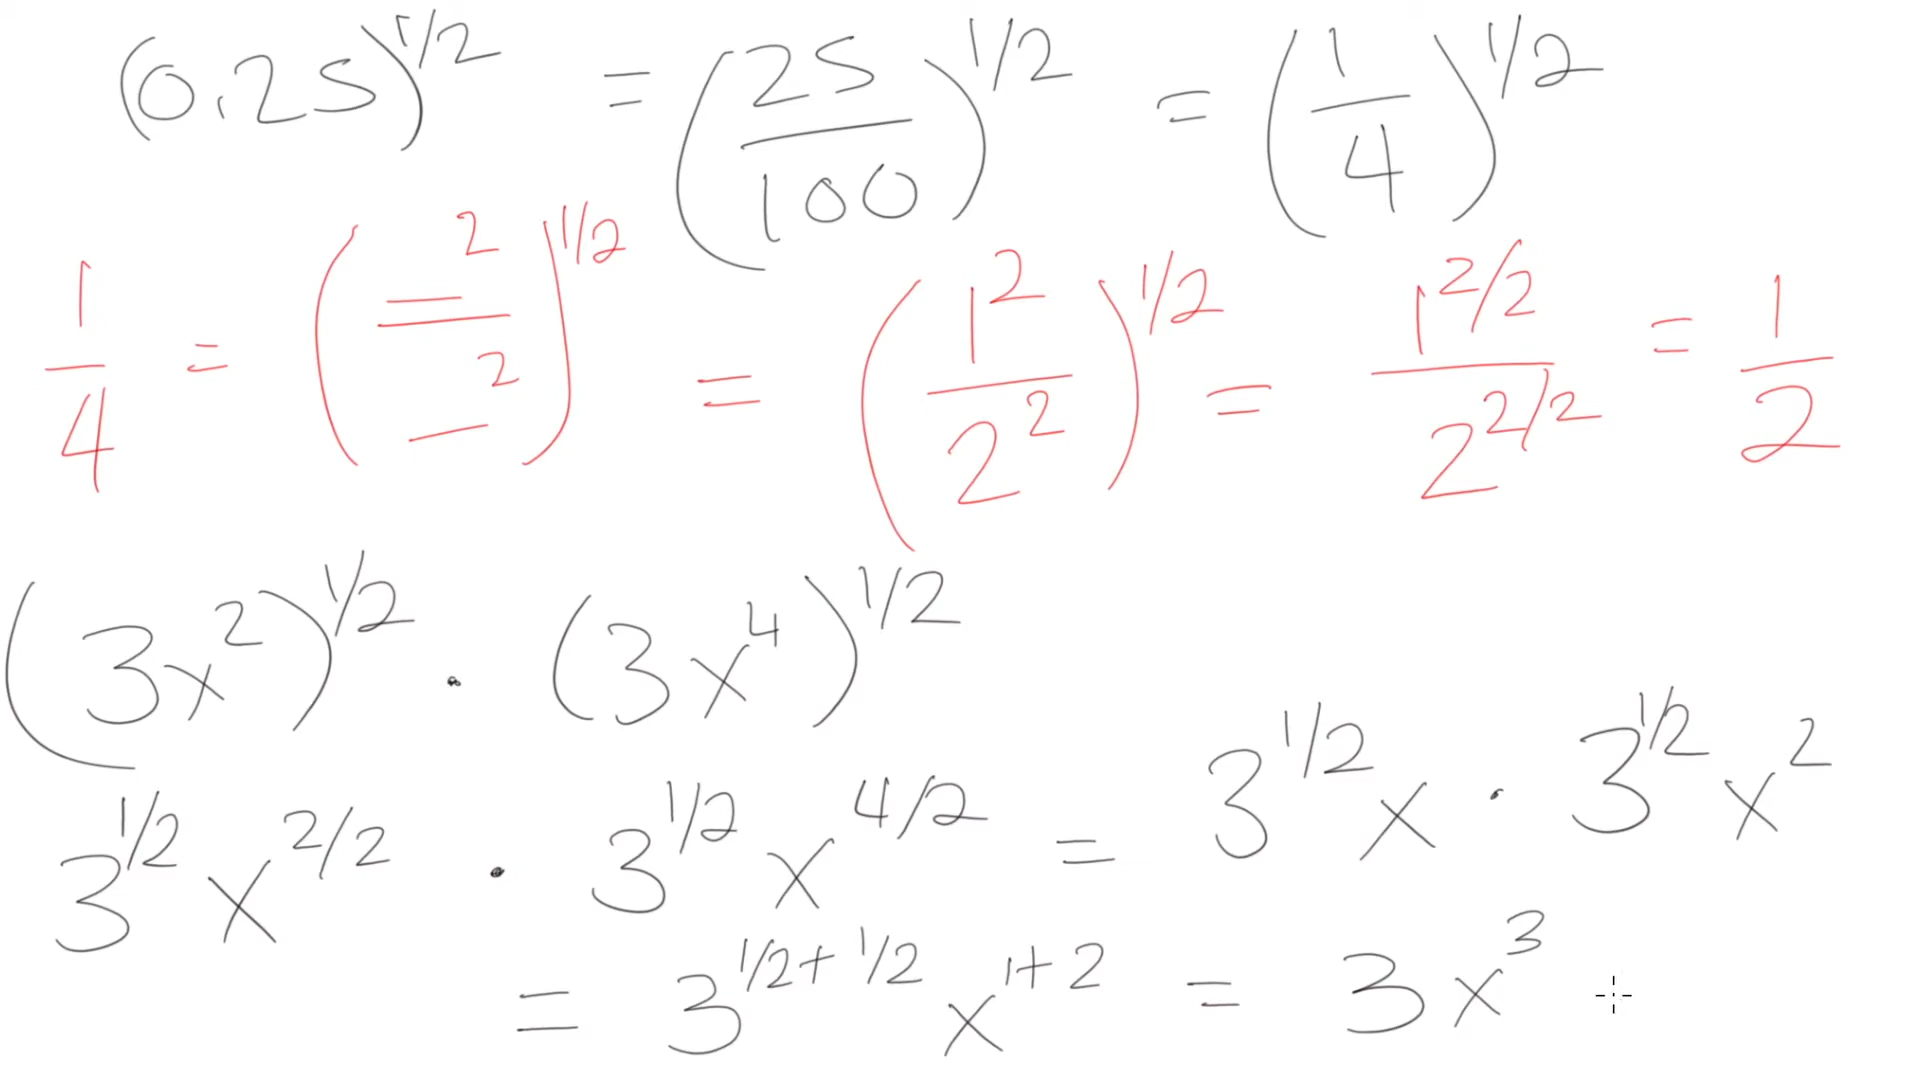 (0.25)^{1/2} = (25/100)^{1/2} = (1/4)^{1/2}
1/4 = (_^2/_^2)^{1/2} = (1^2/2^2)^{1/2} = 1^{2/2}/2^{2/2} = 1/2
(3x^2)^{1/2} · (3x^4)^{1/2}
3^{1/2} x^{2/2} · 3^{1/2} x^{4/2} = 3^{1/2} x · 3^{1/2} x^2
= 3^{1/2 + 1/2} x^{1+2} = 3x^3